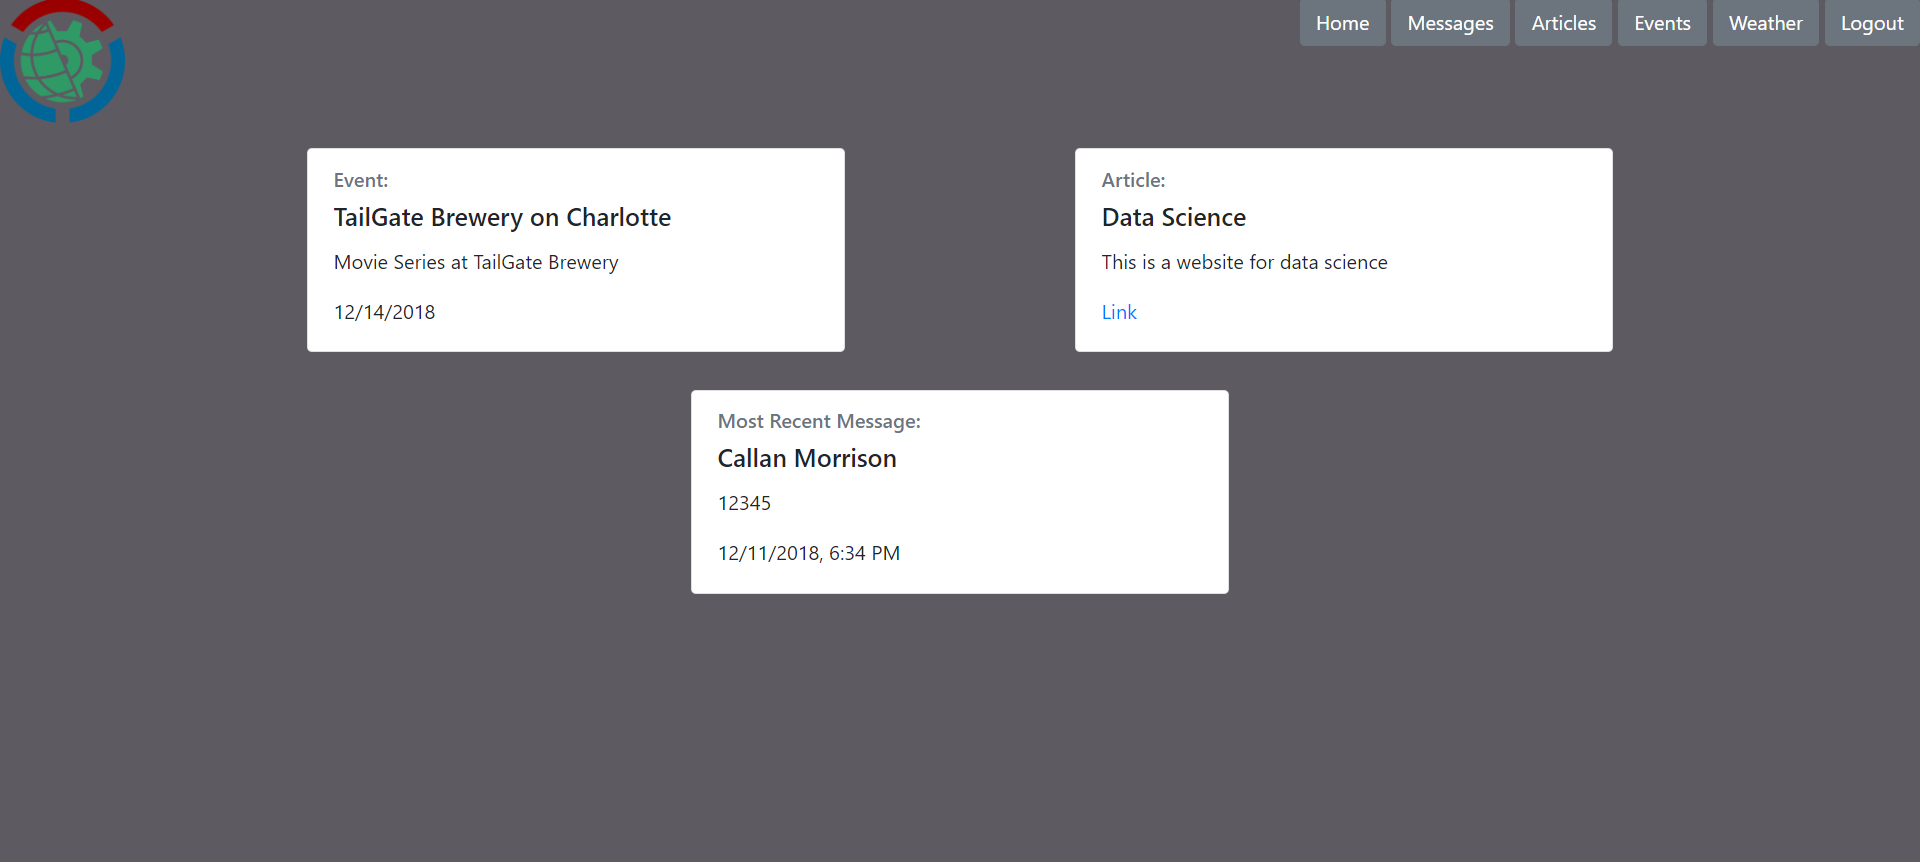 Home Messages Articles Events Weather Logout
Event:
TailGate Brewery on Charlotte
Movie Series at TailGate Brewery
12/14/2018
Article:
Data Science
This is a website for data science
Link
Most Recent Message:
Callan Morrison
12345
12/11/2018, 6:34 PM